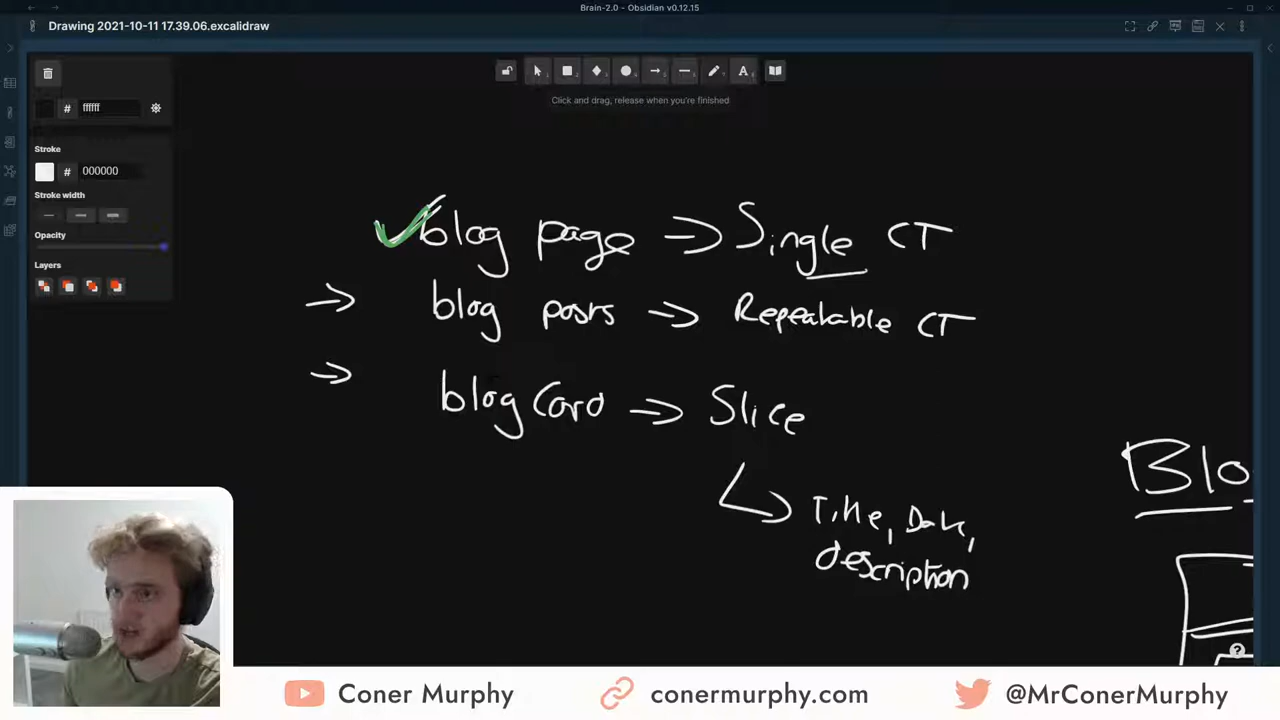 Brain-2.0 - Obsidian v0.12.15
Drawing 2021-10-11 17.39.06.excalidraw
# ffffff
Click and drag, release when you're finished
Stroke
# 000000
Stroke width
Opacity
Layers
blog page → Single CT
→ blog posts → Repeatable CT
→ blogCard → Slice
Title, Date,
description
Blo
?
Coner Murphy
conermurphy.com
@MrConerMurphy